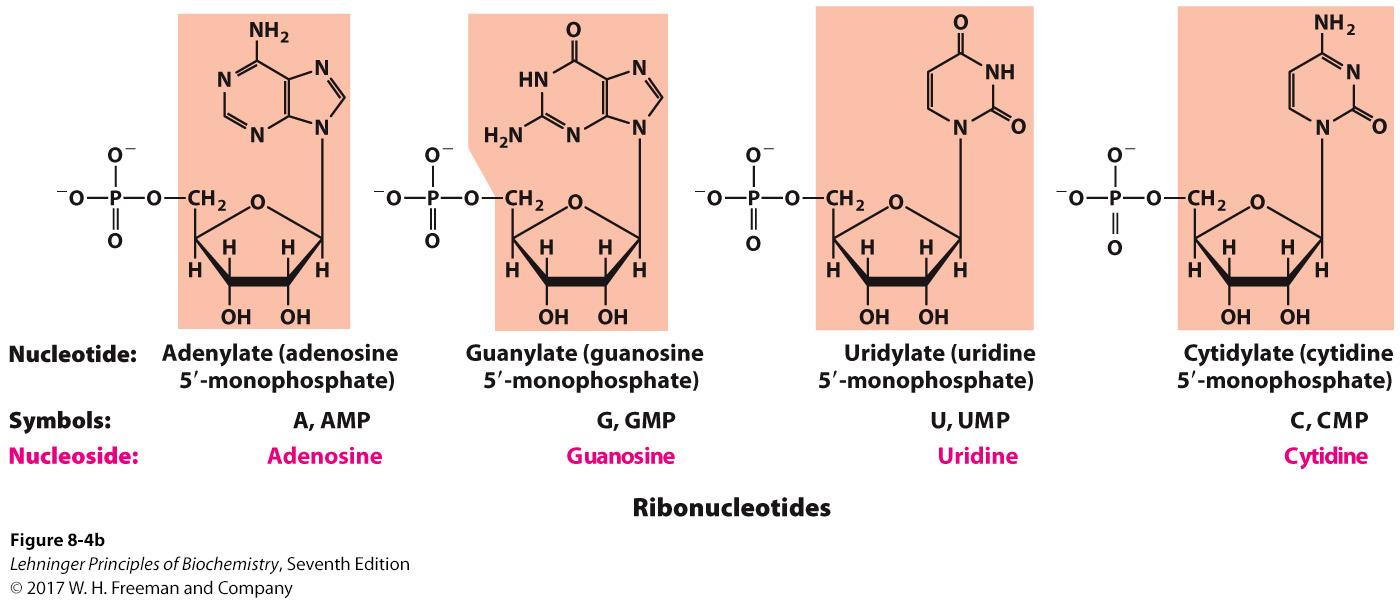 NH₂ O O NH₂
N N HN N NH N
N N H₂N N N N O N O
O⁻ O⁻ O⁻ O⁻
⁻O P O CH₂ O ⁻O P O CH₂ O ⁻O P O CH₂ O ⁻O P O CH₂ O
O H H O H H O H H O H H
H H H H H H H H
OH OH OH OH OH OH OH OH
Nucleotide: Adenylate (adenosine Guanylate (guanosine Uridylate (uridine Cytidylate (cytidine
5′-monophosphate) 5′-monophosphate) 5′-monophosphate) 5′-monophosphate)
Symbols: A, AMP G, GMP U, UMP C, CMP
Nucleoside: Adenosine Guanosine Uridine Cytidine
Ribonucleotides
Figure 8-4b
Lehninger Principles of Biochemistry, Seventh Edition
© 2017 W. H. Freeman and Company